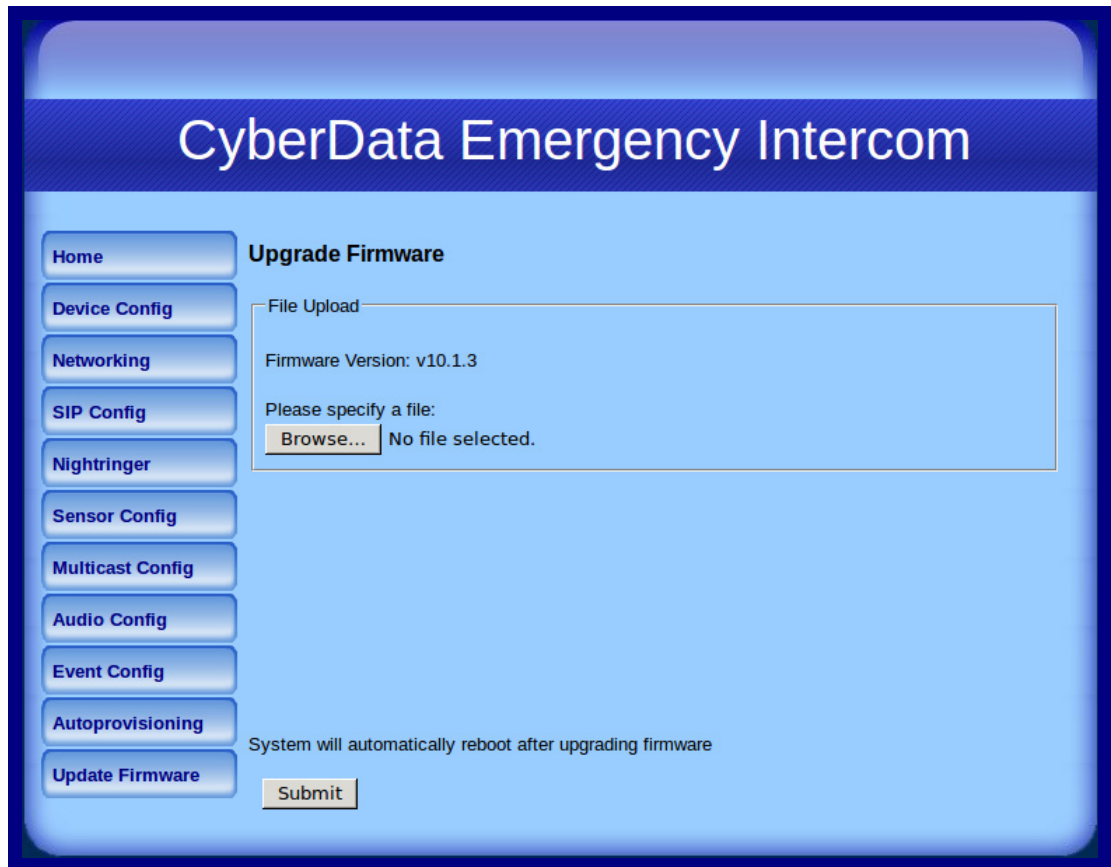 CyberData Emergency Intercom
Home
Device Config
Networking
SIP Config
Nightringer
Sensor Config
Multicast Config
Audio Config
Event Config
Autoprovisioning
Update Firmware
Upgrade Firmware
File Upload
Firmware Version: v10.1.3
Please specify a file:
Browse... No file selected.
System will automatically reboot after upgrading firmware
Submit